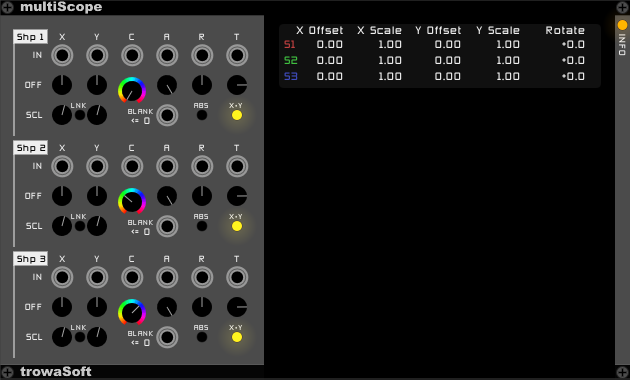 multiScope
Shp 1 X Y C A R T
IN
OFF
LNK BLANK ABS X+Y
SCL <= 0
Shp 2 X Y C A R T
IN
OFF
LNK BLANK ABS X+Y
SCL <= 0
Shp 3 X Y C A R T
IN
OFF
LNK BLANK ABS X+Y
SCL <= 0
trowaSoft
X Offset X Scale Y Offset Y Scale Rotate
S1 0.00 1.00 0.00 1.00 +0.0
S2 0.00 1.00 0.00 1.00 +0.0
S3 0.00 1.00 0.00 1.00 +0.0
INFO